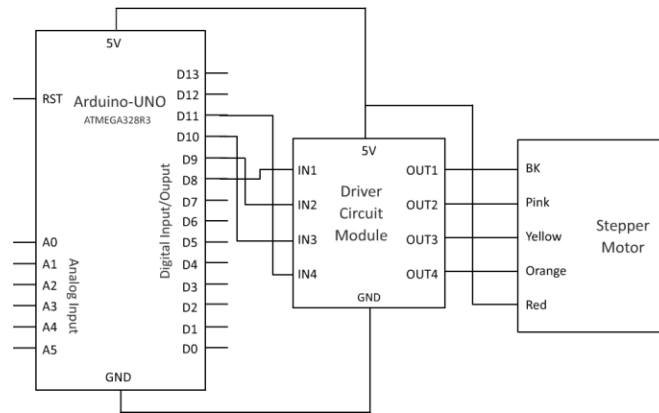 5V
Arduino-UNO
ATMEGA328R3
RST
A0
A1
A2
A3
A4
A5
Analog Input
D13
D12
D11
D10
D9
D8
D7
D6
D5
D4
D3
D2
D1
D0
Digital Input/Ouput
GND
5V
IN1
IN2
IN3
IN4
Driver
Circuit
Module
OUT1
OUT2
OUT3
OUT4
GND
BK
Pink
Yellow
Orange
Red
Stepper
Motor